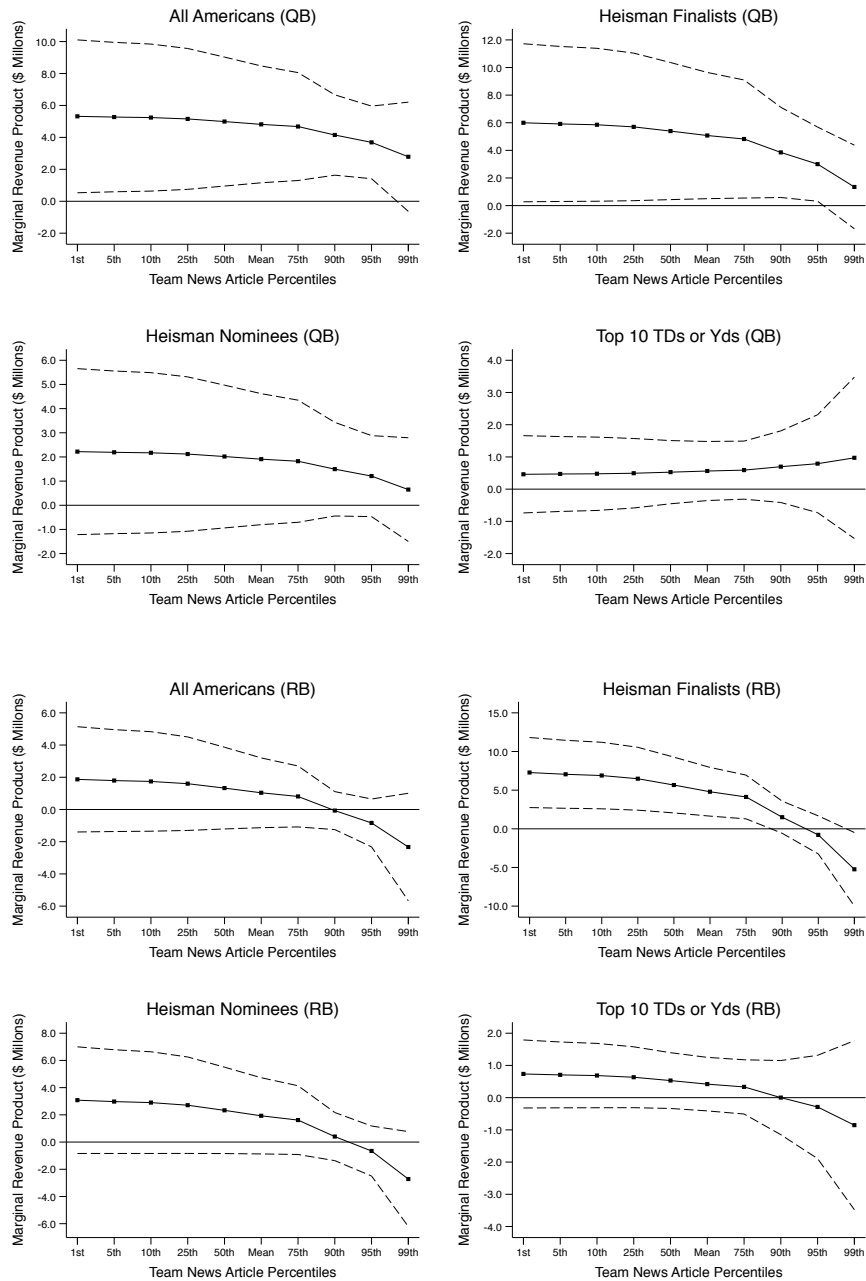 All Americans (QB)
Marginal Revenue Product ($ Millons)
10.0
8.0
6.0
4.0
2.0
0.0
-2.0
1st 5th 10th 25th 50th Mean 75th 90th 95th 99th
Team News Article Percentiles
Heisman Finalists (QB)
Marginal Revenue Product ($ Millons)
12.0
10.0
8.0
6.0
4.0
2.0
0.0
-2.0
1st 5th 10th 25th 50th Mean 75th 90th 95th 99th
Team News Article Percentiles
Heisman Nominees (QB)
Marginal Revenue Product ($ Millons)
6.0
5.0
4.0
3.0
2.0
1.0
0.0
-1.0
-2.0
1st 5th 10th 25th 50th Mean 75th 90th 95th 99th
Team News Article Percentiles
Top 10 TDs or Yds (QB)
Marginal Revenue Product ($ Millons)
4.0
3.0
2.0
1.0
0.0
-1.0
-2.0
1st 5th 10th 25th 50th Mean 75th 90th 95th 99th
Team News Article Percentiles
All Americans (RB)
Marginal Revenue Product ($ Millons)
6.0
4.0
2.0
0.0
-2.0
-4.0
-6.0
1st 5th 10th 25th 50th Mean 75th 90th 95th 99th
Team News Article Percentiles
Heisman Finalists (RB)
Marginal Revenue Product ($ Millons)
15.0
10.0
5.0
0.0
-5.0
-10.0
1st 5th 10th 25th 50th Mean 75th 90th 95th 99th
Team News Article Percentiles
Heisman Nominees (RB)
Marginal Revenue Product ($ Millons)
8.0
6.0
4.0
2.0
0.0
-2.0
-4.0
-6.0
1st 5th 10th 25th 50th Mean 75th 90th 95th 99th
Team News Article Percentiles
Top 10 TDs or Yds (RB)
Marginal Revenue Product ($ Millons)
2.0
1.0
0.0
-1.0
-2.0
-3.0
-4.0
1st 5th 10th 25th 50th Mean 75th 90th 95th 99th
Team News Article Percentiles